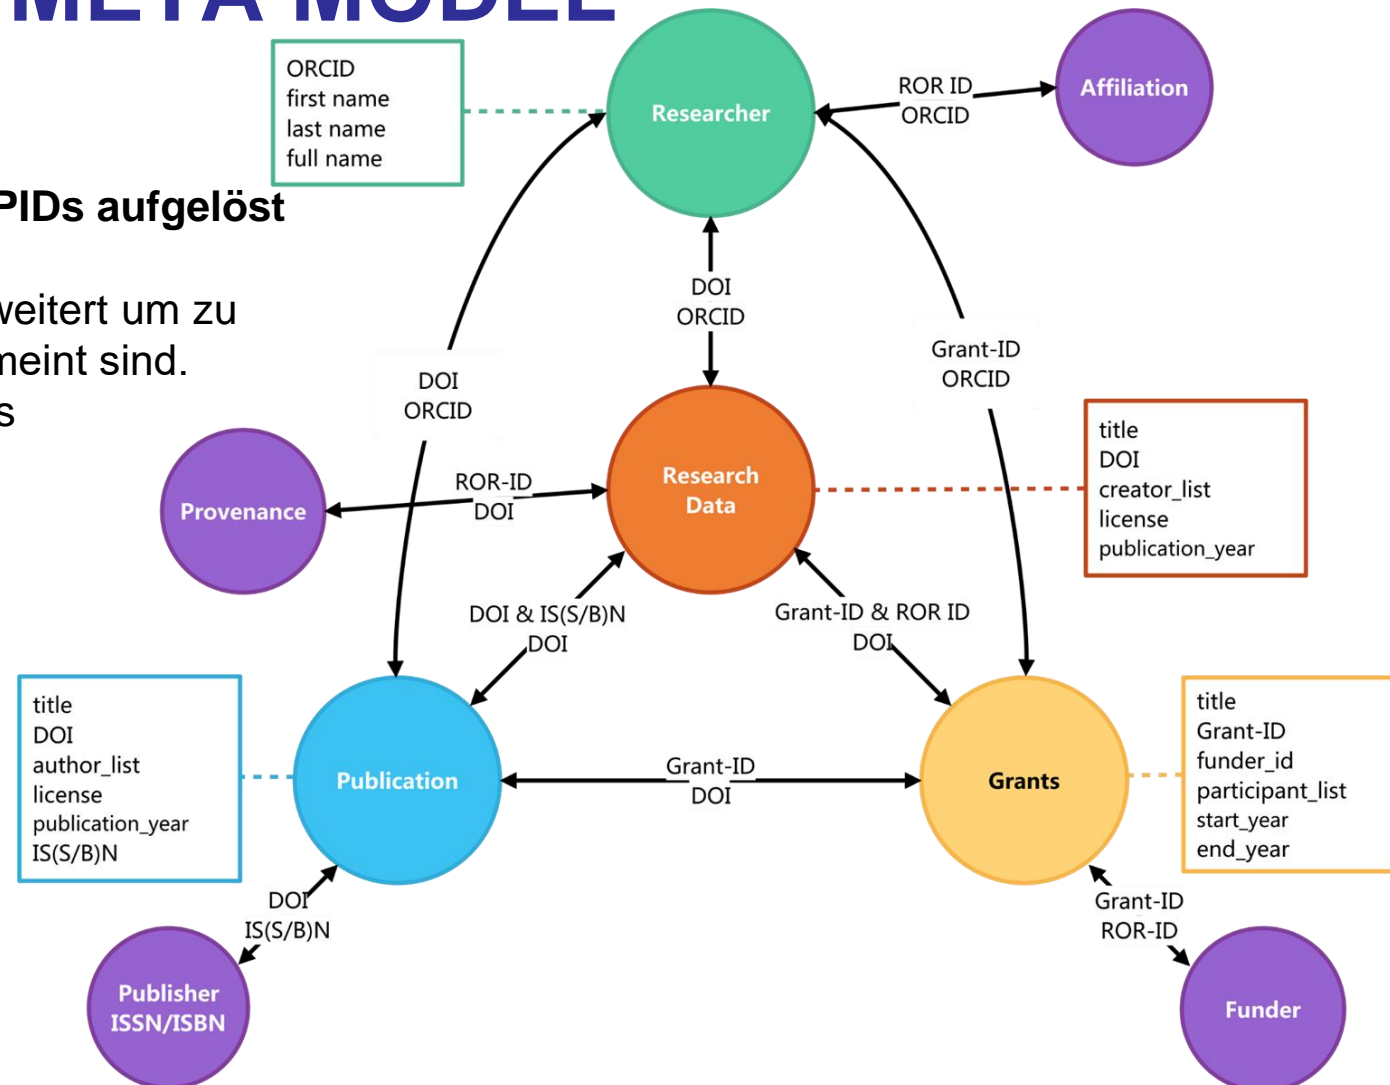 META MODEL
ORCID
first name
last name
full name
Researcher
ROR ID
ORCID
Affiliation
PIDs aufgelöst
weitert um zu
meint sind.
s
DOI
ORCID
DOI
ORCID
Grant-ID
ORCID
Provenance
ROR-ID
DOI
Research
Data
title
DOI
creator_list
license
publication_year
DOI & IS(S/B)N
DOI
Grant-ID & ROR ID
DOI
title
DOI
author_list
license
publication_year
IS(S/B)N
Publication
Grant-ID
DOI
Grants
title
Grant-ID
funder_id
participant_list
start_year
end_year
DOI
IS(S/B)N
Grant-ID
ROR-ID
Publisher
ISSN/ISBN
Funder